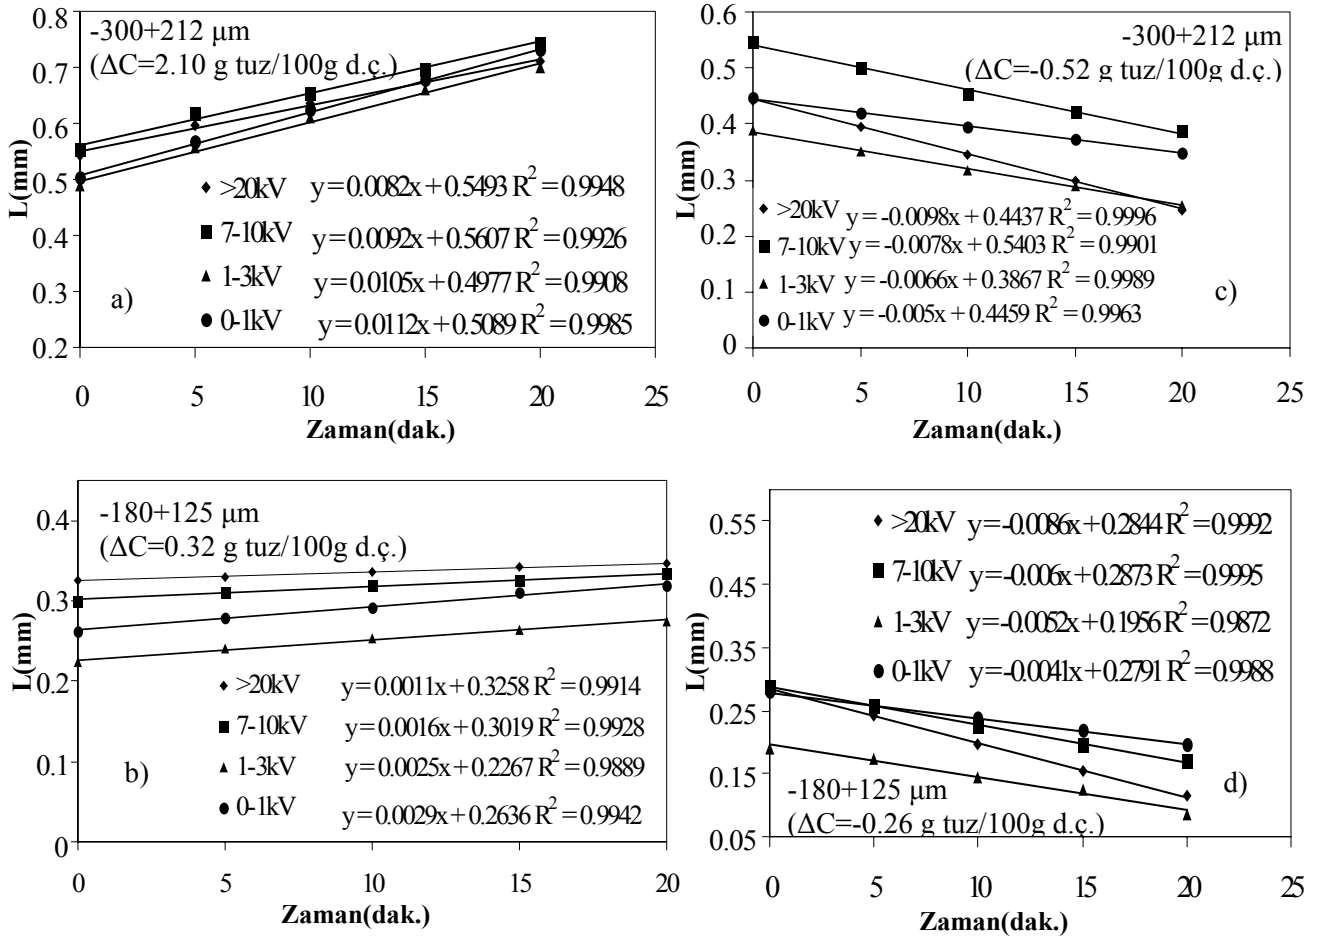 0.8
0.7
0.6
0.5
0.4
0.3
0.2
L(mm)
-300+212 µm
(ΔC=2.10 g tuz/100g d.ç.)
>20kV y=0.0082x+0.5493 R²=0.9948
7-10kV y=0.0092x+0.5607 R²=0.9926
1-3kV y=0.0105x+0.4977 R²=0.9908
0-1kV y=0.0112x+0.5089 R²=0.9985
a)
0 5 10 15 20 25
Zaman(dak.)
0.6
0.5
0.4
0.3
0.2
0.1
0
L(mm)
-300+212 µm
(ΔC=-0.52 g tuz/100g d.ç.)
>20kV y=-0.0098x+0.4437 R²=0.9996
7-10kV y=-0.0078x+0.5403 R²=0.9901
1-3kV y=-0.0066x+0.3867 R²=0.9989
0-1kV y=-0.005x+0.4459 R²=0.9963
c)
0 5 10 15 20 25
Zaman(dak.)
0.4
0.3
0.2
0.1
0
L(mm)
-180+125 µm
(ΔC=0.32 g tuz/100g d.ç.)
>20kV y=0.0011x+0.3258 R²=0.9914
7-10kV y=0.0016x+0.3019 R²=0.9928
1-3kV y=0.0025x+0.2267 R²=0.9889
0-1kV y=0.0029x+0.2636 R²=0.9942
b)
0 5 10 15 20
Zaman(dak.)
0.55
0.45
0.35
0.25
0.15
0.05
L(mm)
>20kV y=-0.0086x+0.2844 R²=0.9992
7-10kV y=-0.006x+0.2873 R²=0.9995
1-3kV y=-0.0052x+0.1956 R²=0.9872
0-1kV y=-0.0041x+0.2791 R²=0.9988
-180+125 µm
(ΔC=-0.26 g tuz/100g d.ç.)
d)
0 5 10 15 20 25
Zaman(dak.)